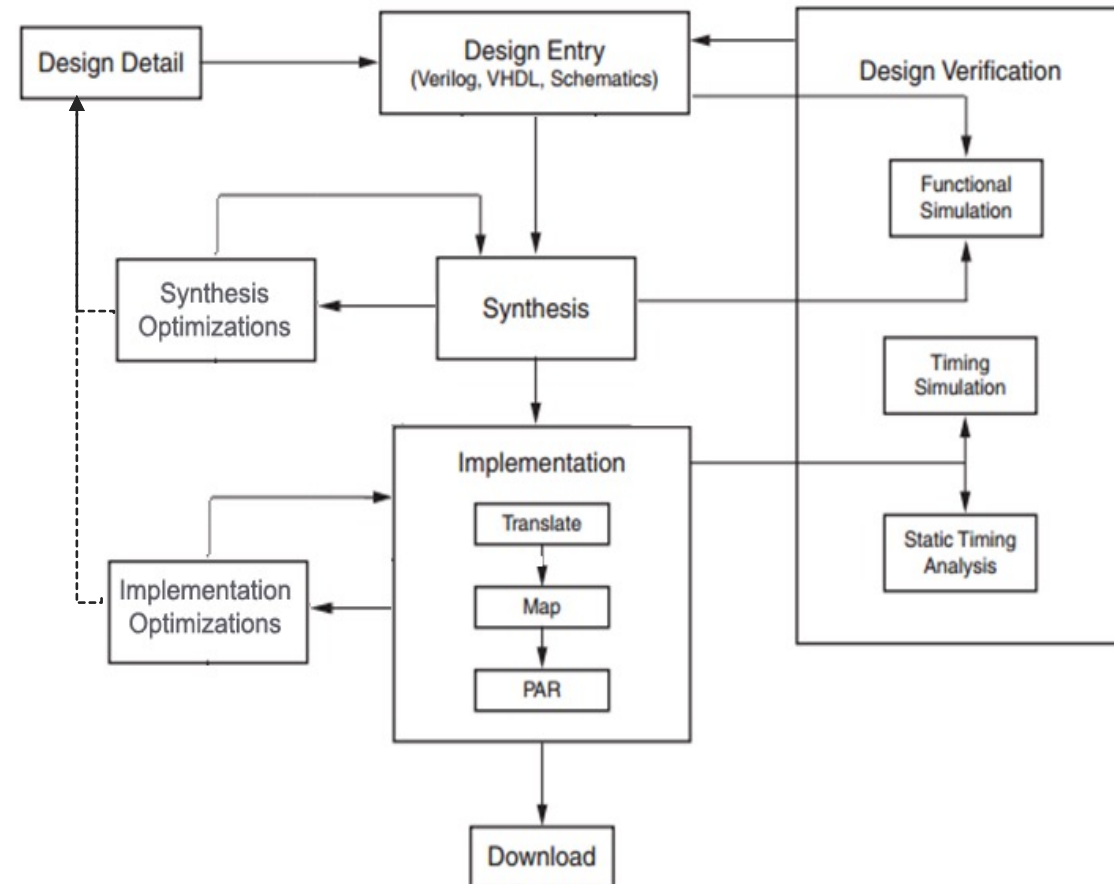 Design Detail
Design Entry
(Verilog, VHDL, Schematics)
Design Verification
Functional
Simulation
Synthesis
Optimizations
Synthesis
Timing
Simulation
Implementation
Translate
Static Timing
Analysis
Implementation
Optimizations
Map
PAR
Download